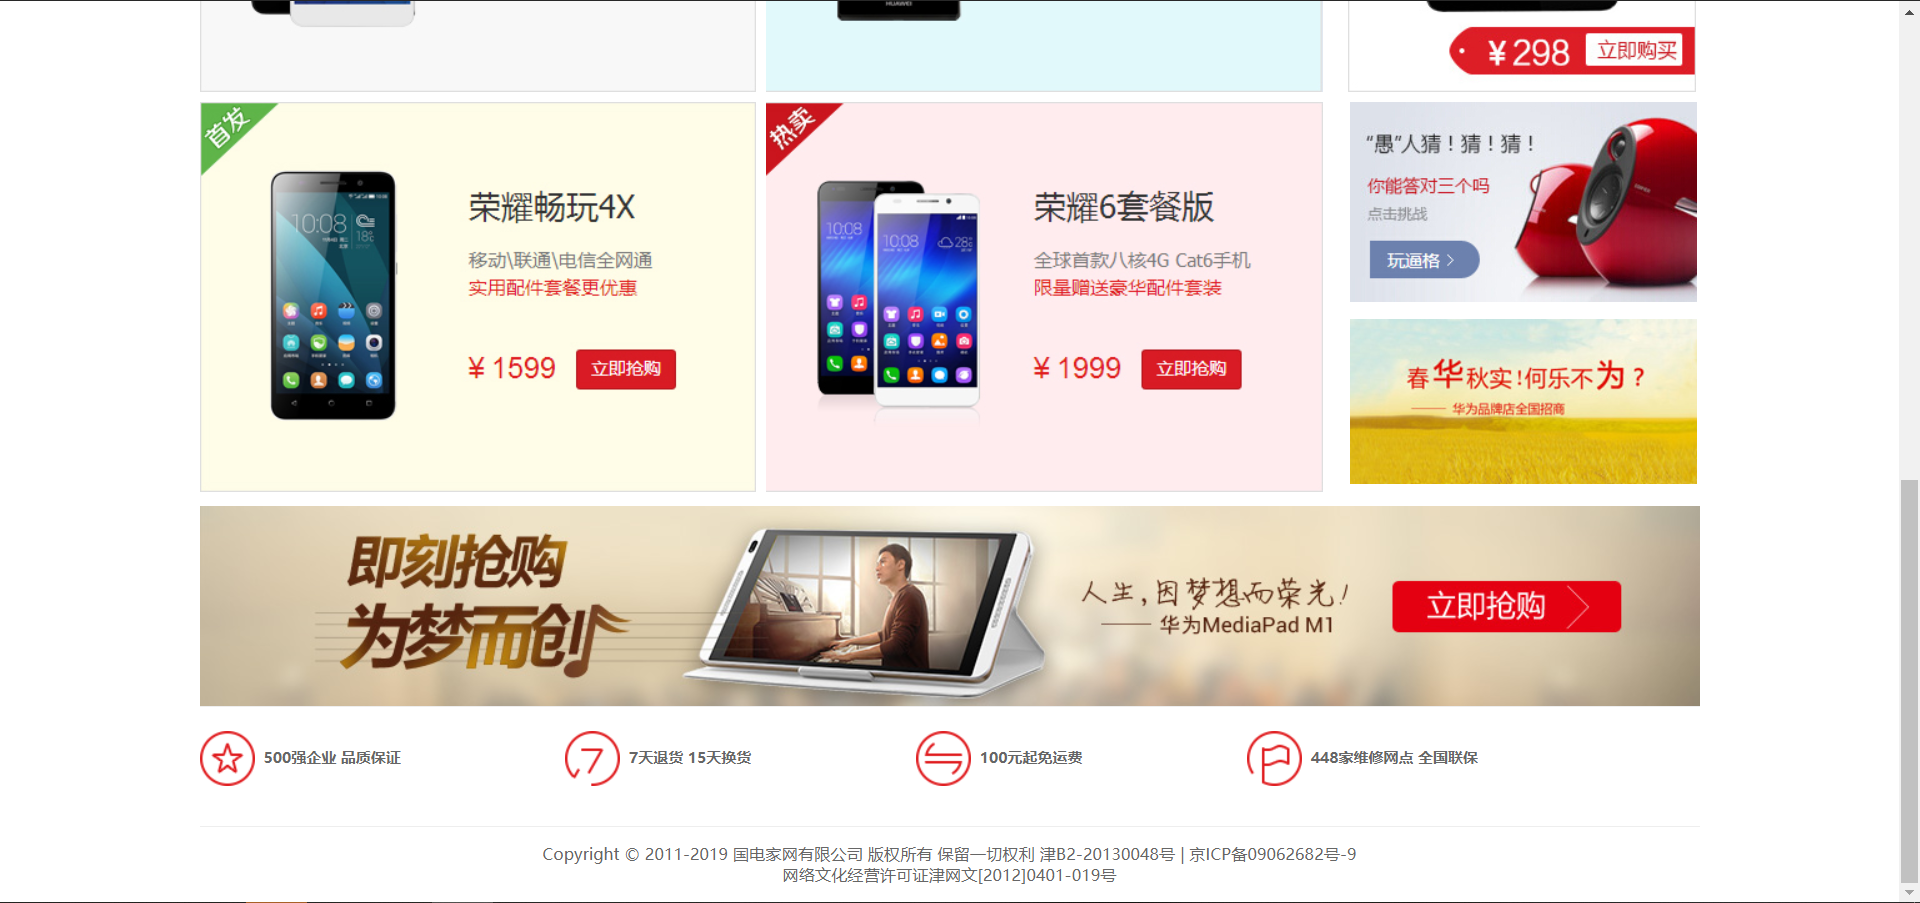 HUAWEI
¥298 立即购买
首发
荣耀畅玩4X
移动\联通\电信全网通
实用配件套餐更优惠
¥ 1599 立即抢购
热卖
荣耀6套餐版
全球首款八核4G Cat6手机
限量赠送豪华配件套装
¥ 1999 立即抢购
10:08
18c
10:08
10:08
28c
“愚”人猜！猜！猜！
你能答对三个吗
点击挑战
玩逼格 >
春华秋实!何乐不为？
—— 华为品牌店全国招商
即刻抢购
为梦而创
人生,因梦想而荣光!
—— 华为MediaPad M1
立即抢购
500强企业 品质保证
7天退货 15天换货
100元起免运费
448家维修网点 全国联保
Copyright © 2011-2019 国电家网有限公司 版权所有 保留一切权利 津B2-20130048号 | 京ICP备09062682号-9
网络文化经营许可证津网文[2012]0401-019号